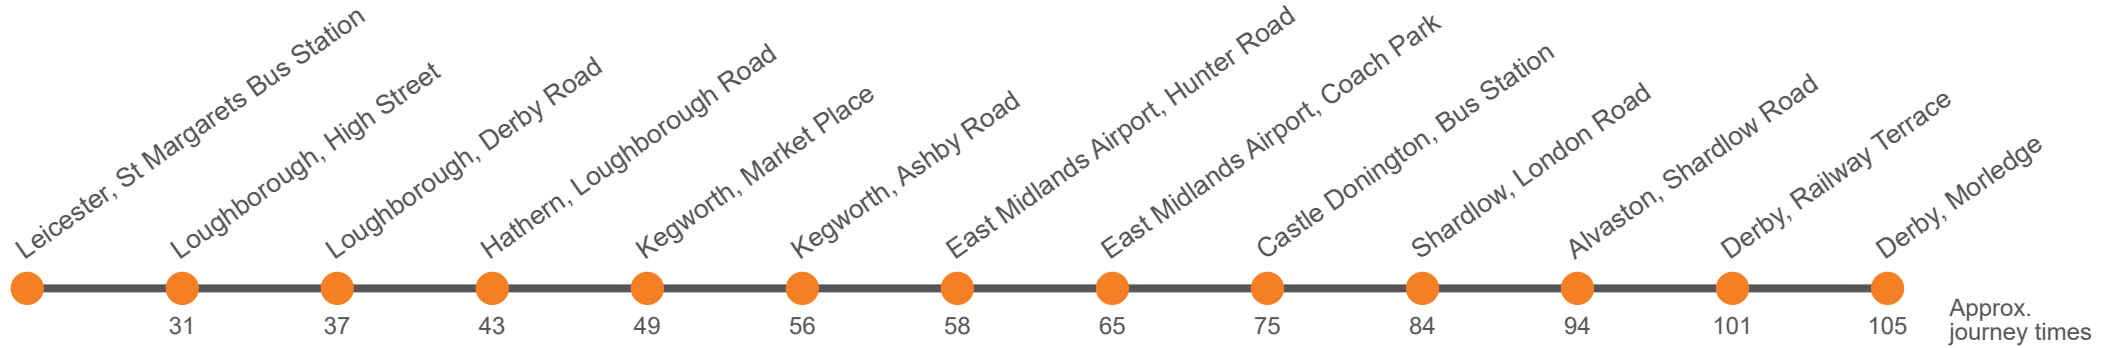 Leicester, St Margarets Bus Station
Loughborough, High Street
Loughborough, Derby Road
Hathern, Loughborough Road
Kegworth, Market Place
Kegworth, Ashby Road
East Midlands Airport, Hunter Road
East Midlands Airport, Coach Park
Castle Donington, Bus Station
Shardlow, London Road
Alvaston, Shardlow Road
Derby, Railway Terrace
Derby, Morledge
31
37
43
49
56
58
65
75
84
94
101
105
Approx.
journey times